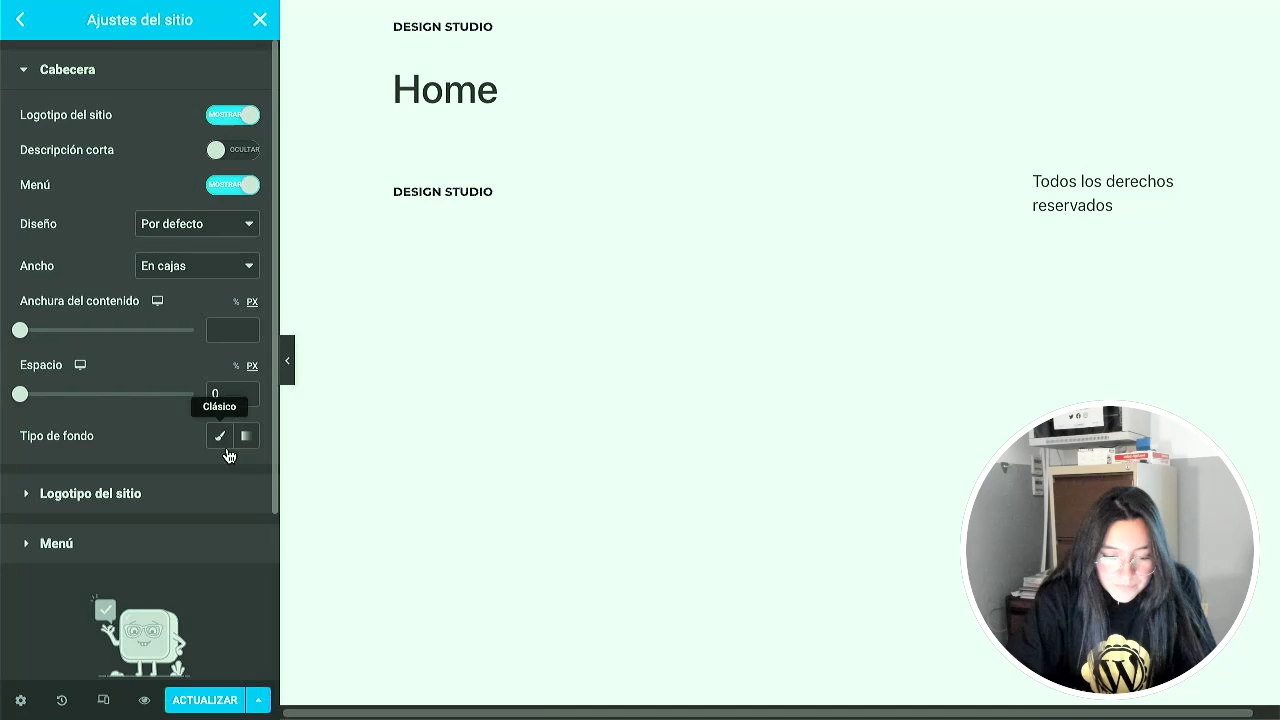 Ajustes del sitio
DESIGN STUDIO
Cabecera
Home
Logotipo del sitio
MOSTRAR
Descripción corta
OCULTAR
Menú
MOSTRAR
DESIGN STUDIO
Todos los derechos
reservados
Diseño
Por defecto
Ancho
En cajas
Anchura del contenido
% PX
Espacio
% PX
0
Clásico
Tipo de fondo
Logotipo del sitio
Menú
ACTUALIZAR
W